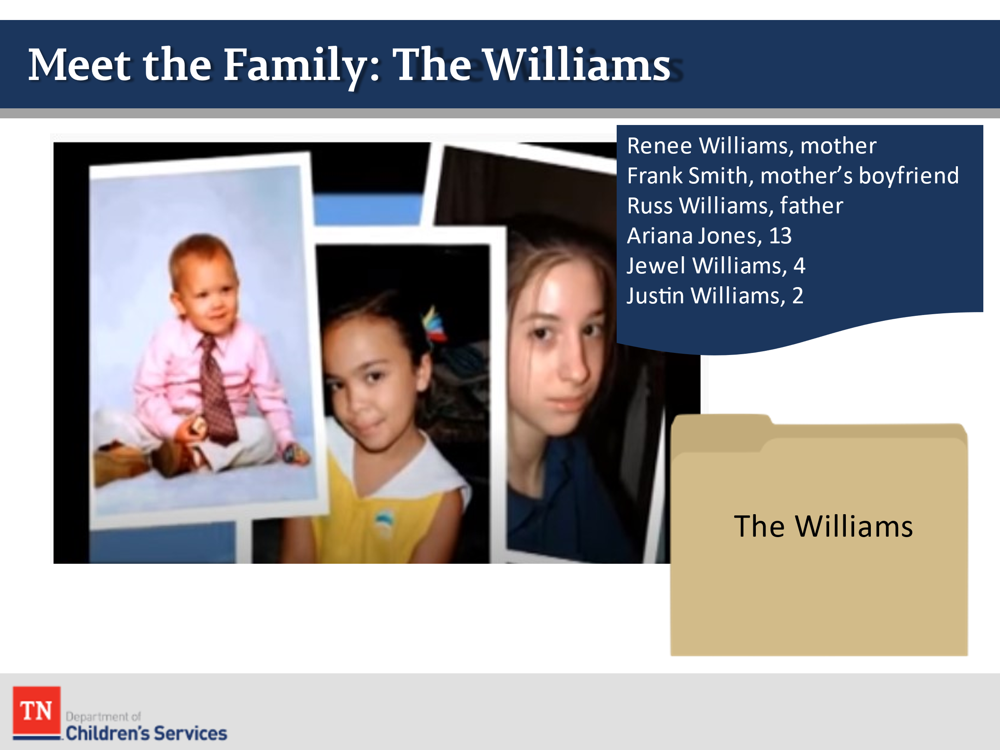 Meet the Family: The Williams
Renee Williams, mother
Frank Smith, mother’s boyfriend
Russ Williams, father
Ariana Jones, 13
Jewel Williams, 4
Justin Williams, 2
The Williams
TN
Department of
Children's Services